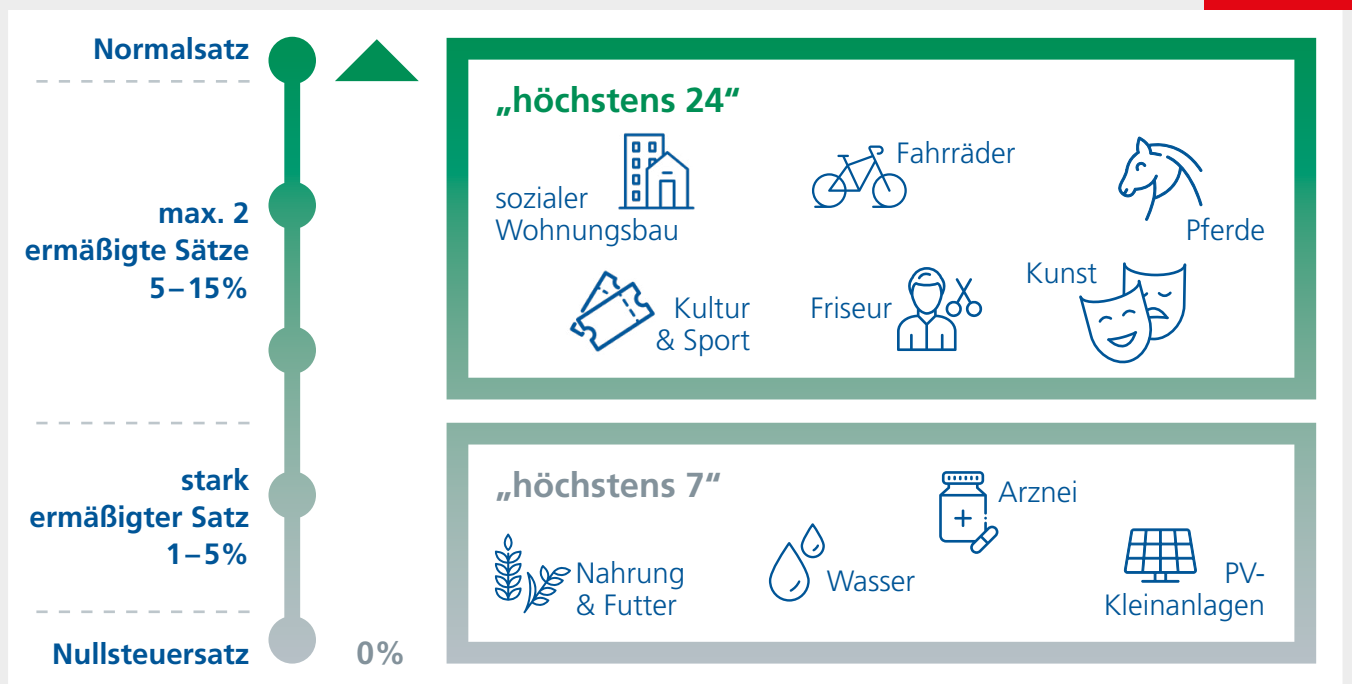 Normalsatz
max. 2
ermäßigte Sätze
5–15%
stark
ermäßigter Satz
1–5%
Nullsteuersatz
0%
„höchstens 24“
sozialer
Wohnungsbau
Fahrräder
Pferde
Kultur
& Sport
Friseur
Kunst
„höchstens 7“
Nahrung
& Futter
Wasser
Arznei
PV-
Kleinanlagen